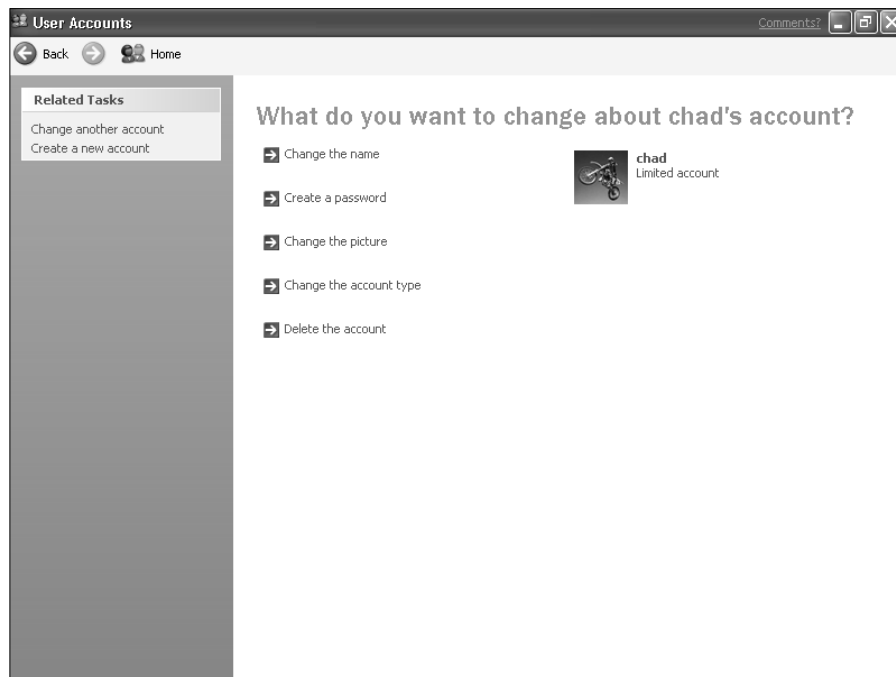 User Accounts
Comments?
Back
Home
Related Tasks
Change another account
Create a new account
What do you want to change about chad's account?
Change the name
Create a password
Change the picture
Change the account type
Delete the account
chad
Limited account